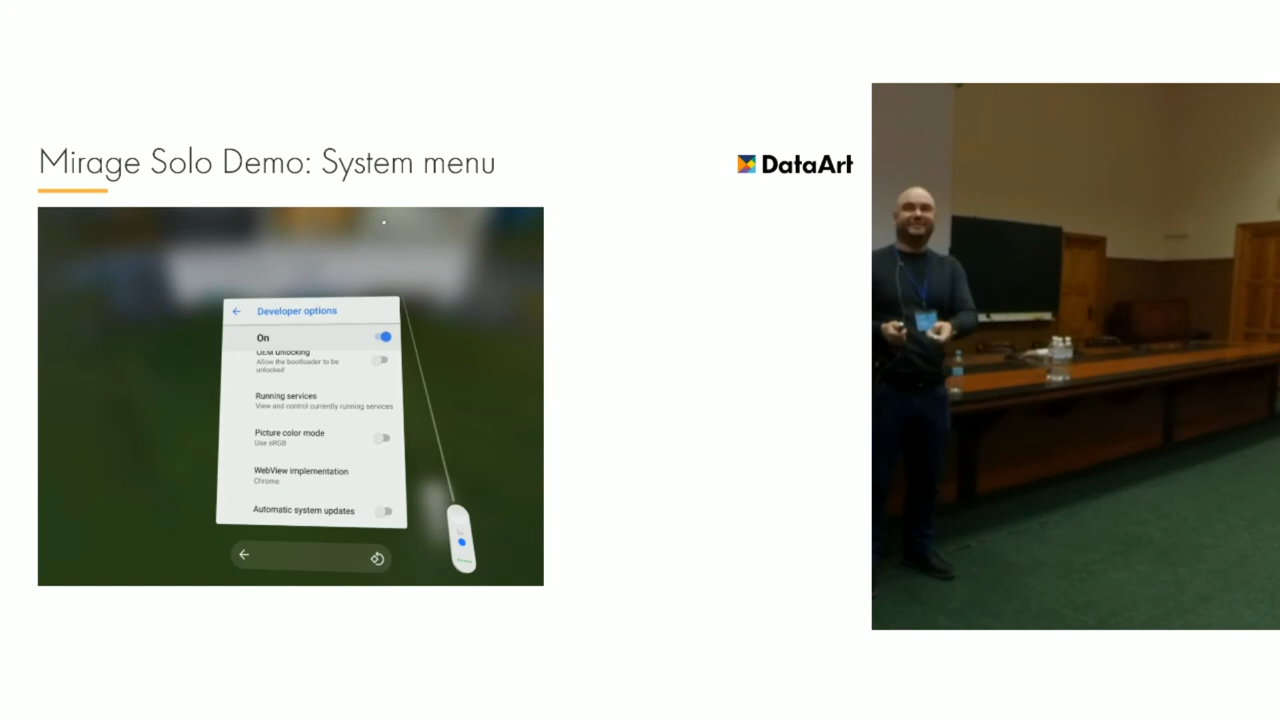 Mirage Solo Demo: System menu
DataArt
Developer options
On
OEM unlocking
Allow the bootloader to be
unlocked
Running services
View and control currently running services
Picture color mode
Use sRGB
WebView implementation
Chrome
Automatic system updates